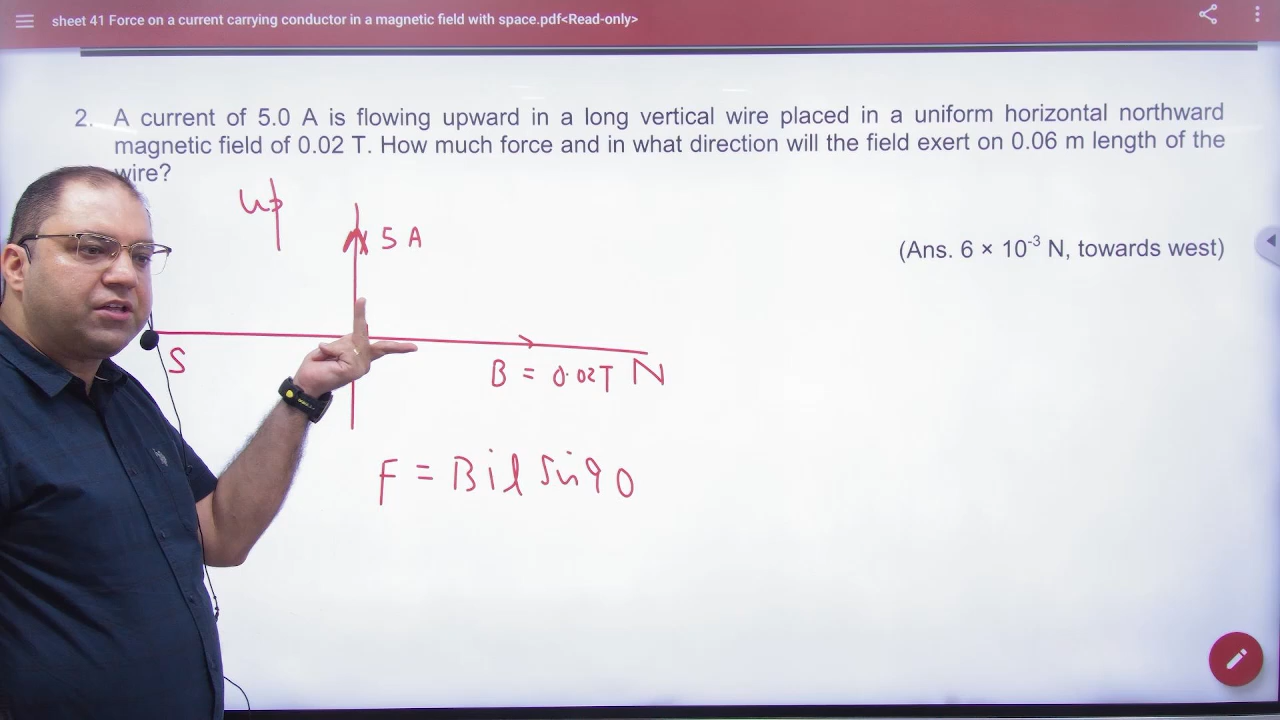 sheet 41 Force on a current carrying conductor in a magnetic field with space.pdf<Read-only>
2. A current of 5.0 A is flowing upward in a long vertical wire placed in a uniform horizontal northward
magnetic field of 0.02 T. How much force and in what direction will the field exert on 0.06 m length of the
wire?
up
5 A
(Ans. 6 × 10⁻³ N, towards west)
S
B = 0.02T N
F = Bil Sin90